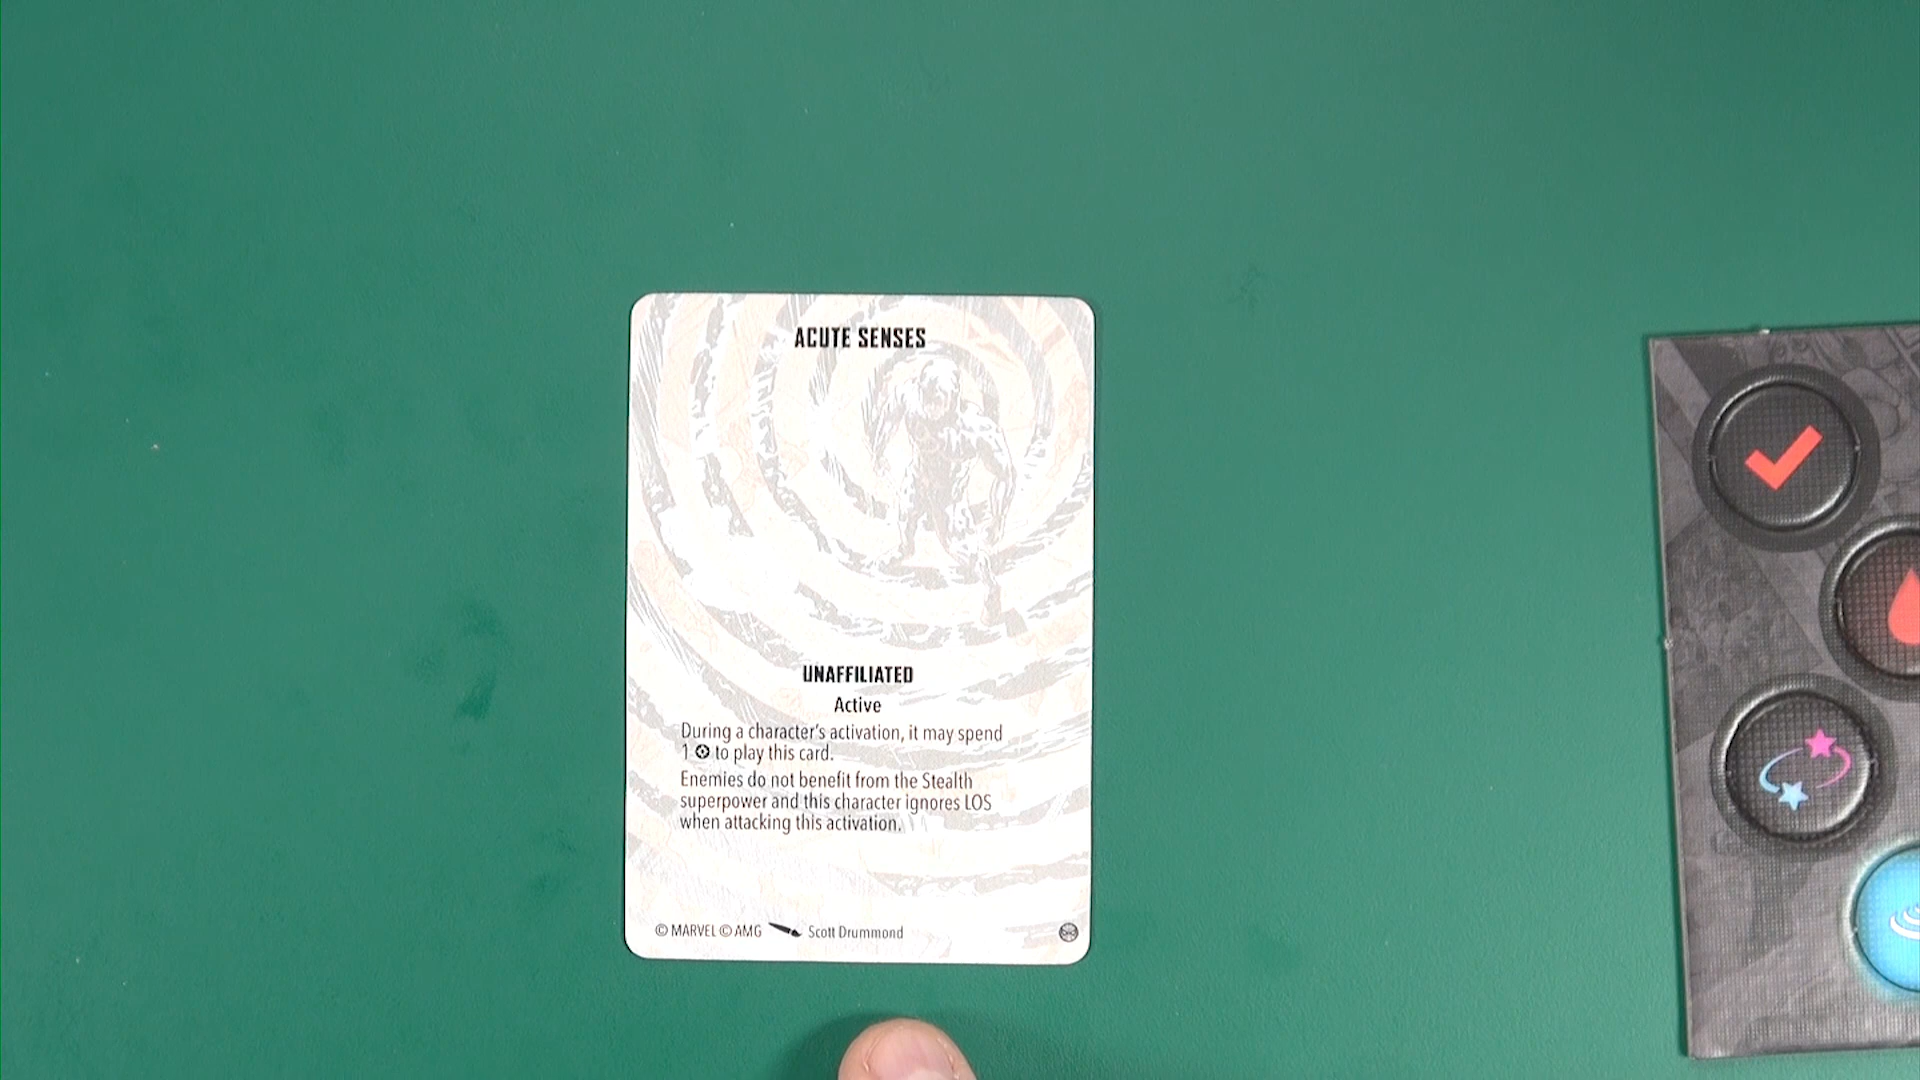 ACUTE SENSES
UNAFFILIATED
Active
During a character's activation, it may spend
1 to play this card.
Enemies do not benefit from the Stealth
superpower and this character ignores LOS
when attacking this activation.
© MARVEL © AMG Scott Drummond